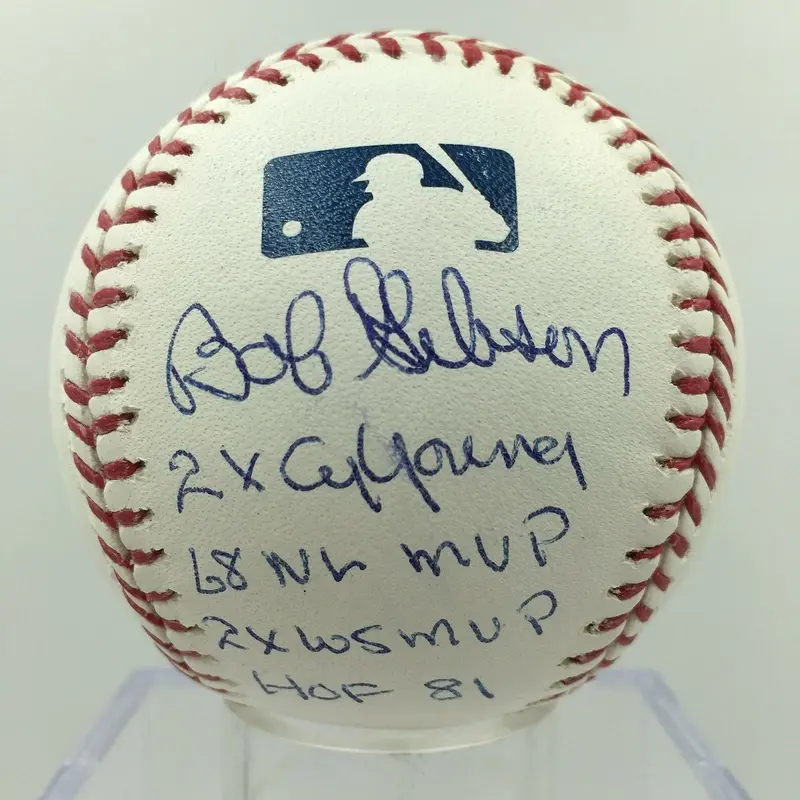 Bob Gibson
2X Cy Young
68 NL MVP
2X WS MVP
HOF 81